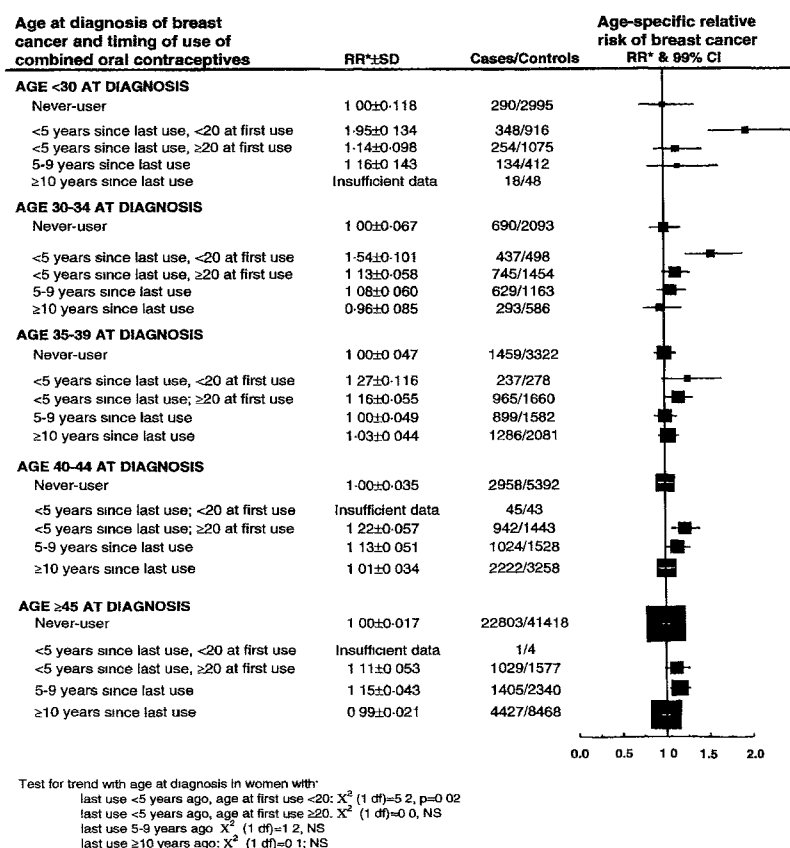 Age at diagnosis of breast
cancer and timing of use of
combined oral contraceptives RR*±SD Cases/Controls Age-specific relative
risk of breast cancer
RR* & 99% CI
AGE <30 AT DIAGNOSIS
Never-user 1 00±0·118 290/2995
<5 years since last use, <20 at first use 1·95±0 134 348/916
<5 years since last use, ≥20 at first use 1·14±0·098 254/1075
5-9 years since last use 1 16±0 143 134/412
≥10 years since last use Insufficient data 18/48
AGE 30-34 AT DIAGNOSIS
Never-user 1 00±0·067 690/2093
<5 years since last use, <20 at first use 1·54±0·101 437/498
<5 years since last use, ≥20 at first use 1 13±0·058 745/1454
5-9 years since last use 1 08±0 060 629/1163
≥10 years since last use 0·96±0 085 293/586
AGE 35-39 AT DIAGNOSIS
Never-user 1 00±0 047 1459/3322
<5 years since last use, <20 at first use 1 27±0·116 237/278
<5 years since last use; ≥20 at first use 1 16±0·055 965/1660
5-9 years since last use 1 00±0·049 899/1582
≥10 years since last use 1·03±0 044 1286/2081
AGE 40-44 AT DIAGNOSIS
Never-user 1·00±0·035 2958/5392
<5 years since last use; <20 at first use Insufficient data 45/43
<5 years since last use; ≥20 at first use 1 22±0·057 942/1443
5-9 years since last use 1 13±0 051 1024/1528
≥10 years since last use 1 01±0 034 2222/3258
AGE ≥45 AT DIAGNOSIS
Never-user 1 00±0·017 22803/41418
<5 years since last use, <20 at first use Insufficient data 1/4
<5 years since last use, ≥20 at first use 1 11±0 053 1029/1577
5-9 years since last use 1 15±0·043 1405/2340
≥10 years since last use 0 99±0·021 4427/8468
0.0 0.5 1 0 1.5 2.0
Test for trend with age at diagnosis in women with·
last use <5 years ago, age at first use <20: X² (1 df)=5 2, p=0 02
last use <5 years ago, age at first use ≥20. X² (1 df)=0 0, NS
last use 5-9 years ago X² (1 df)=1 2, NS
last use ≥10 years ago; X² (1 df)=0 1; NS